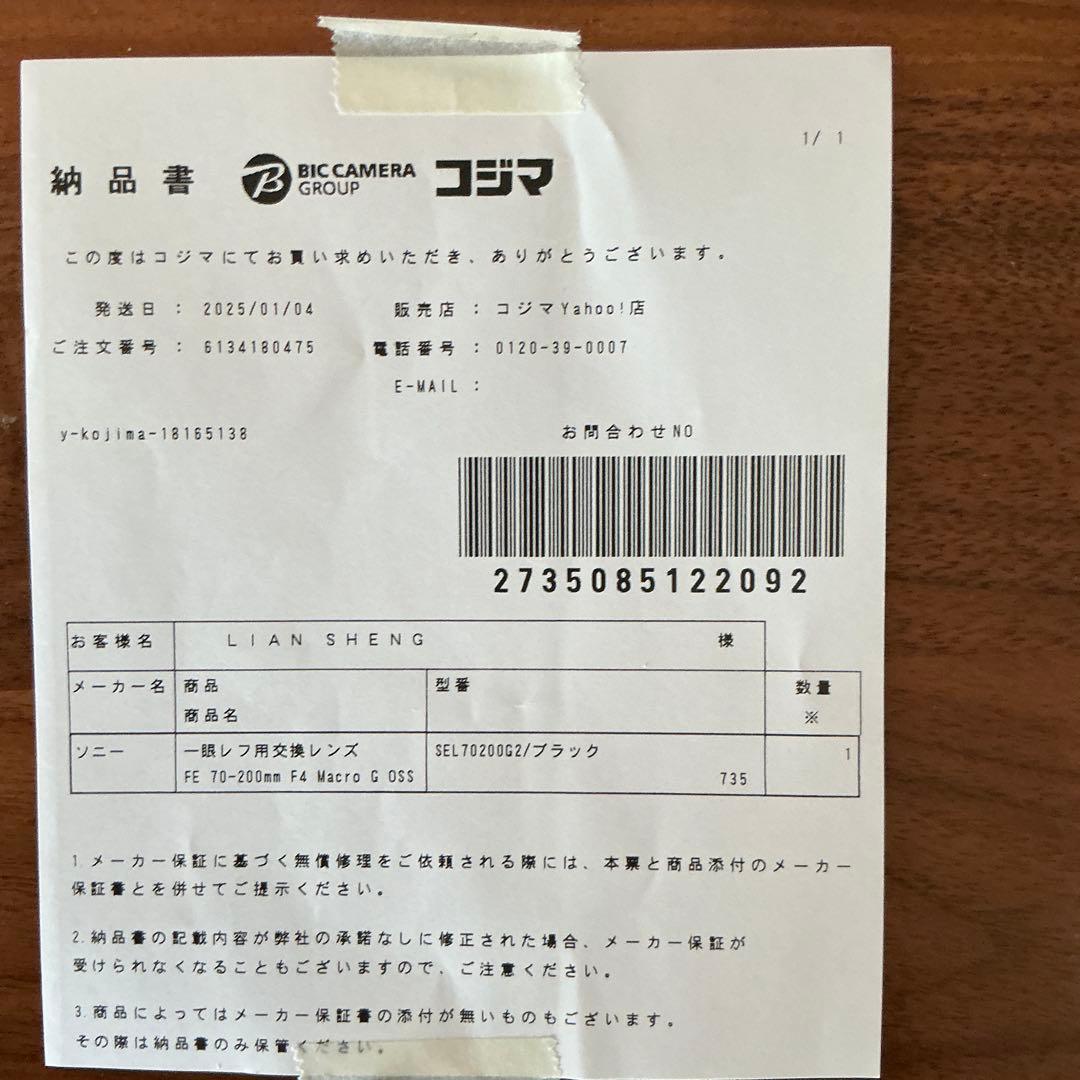 1/ 1
納品書 BIC CAMERA GROUP コジマ
この度はコジマにてお買い求めいただき、ありがとうございます。
発送日 : 2025/01/04 販売店 : コジマYahoo!店
ご注文番号 : 6134180475 電話番号 : 0120-39-0007
E-MAIL :
y-kojima-18165138 お問合わせNO
2735085122092
お客様名 LIAN SHENG 様
メーカー名 商品 型番 数量
商品名 ※
ソニー 一眼レフ用交換レンズ SEL70200G2/ブラック 1
FE 70-200mm F4 Macro G OSS 735
1.メーカー保証に基づく無償修理をご依頼される際には、本票と商品添付のメーカー
保証書とを併せてご提示ください。
2.納品書の記載内容が弊社の承諾なしに修正された場合、メーカー保証が
受けられなくなることもございますので、ご注意ください。
3.商品によってはメーカー保証書の添付が無いものもございます。
その際は納品書のみ保管ください。